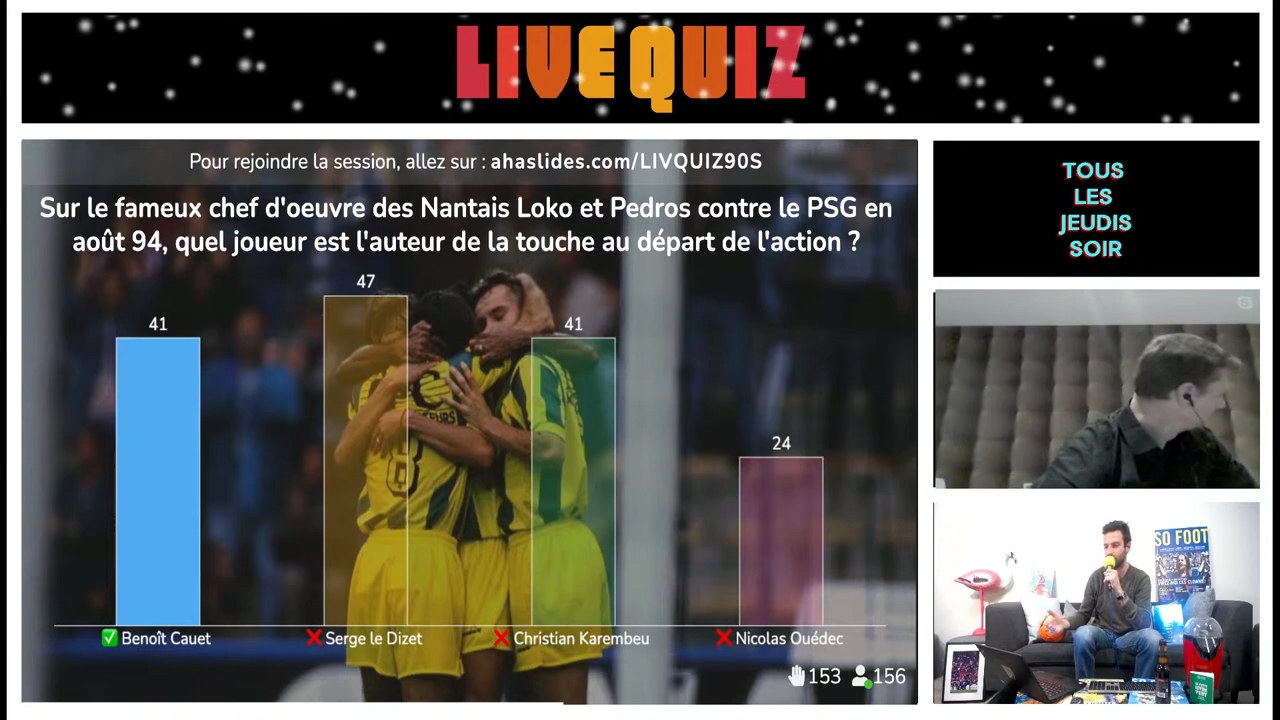 LIVE QUIZ
Pour rejoindre la session, allez sur : ahaslides.com/LIVQUIZ90S
Sur le fameux chef d'oeuvre des Nantais Loko et Pedros contre le PSG en
août 94, quel joueur est l'auteur de la touche au départ de l'action ?
41
47
41
24
Benoît Cauet
Serge le Dizet
Christian Karembeu
Nicolas Ouédec
153 156
TOUS
LES
JEUDIS
SOIR
SO FOOT